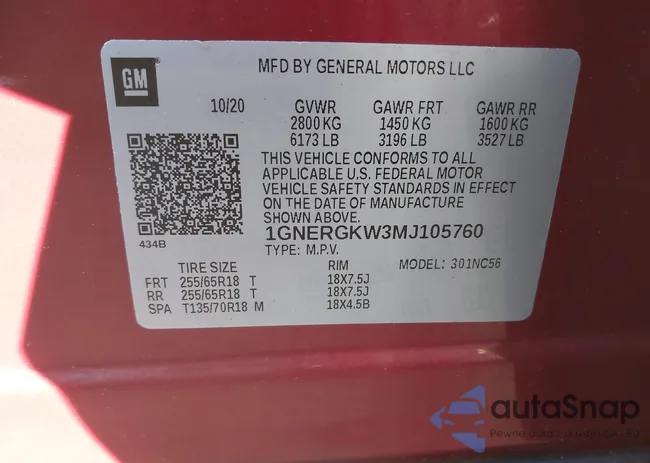 GM
MFD BY GENERAL MOTORS LLC
10/20 GVWR GAWR FRT GAWR RR
2800 KG 1450 KG 1600 KG
6173 LB 3196 LB 3527 LB
THIS VEHICLE CONFORMS TO ALL
APPLICABLE U.S. FEDERAL MOTOR
VEHICLE SAFETY STANDARDS IN EFFECT
ON THE DATE OF MANUFACTURE
SHOWN ABOVE.
434B
1GNERGKW3MJ105760
TYPE: M.P.V.
TIRE SIZE RIM MODEL: 301NC56
FRT 255/65R18 T 18X7.5J
RR 255/65R18 T 18X7.5J
SPA T135/70R18 M 18X4.5B
autaSnap
Pewne auto